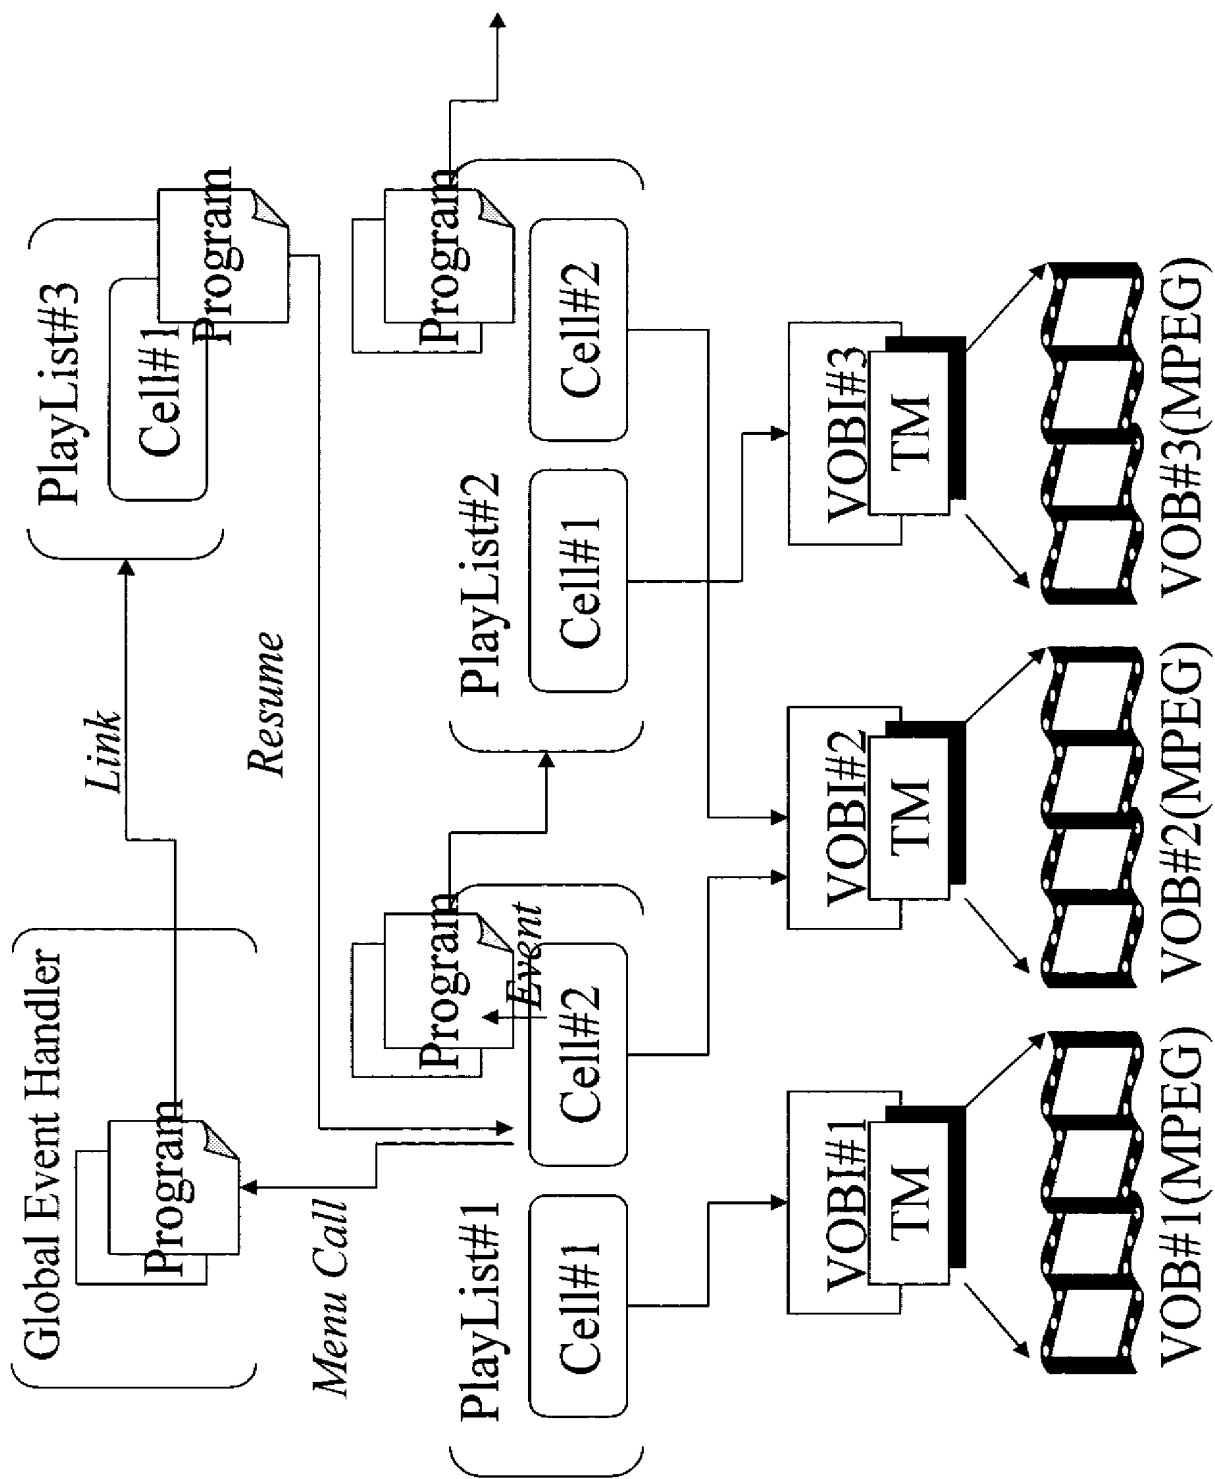 Global Event Handler
Program
Link
PlayList#3
Cell#1
Program
Menu Call
Resume
PlayList#1
Cell#1
Cell#2
Event
Program
PlayList#2
Cell#1
Cell#2
Program
VOBI#1
TM
VOBI#2
TM
VOBI#3
TM
VOB#1(MPEG)
VOB#2(MPEG)
VOB#3(MPEG)